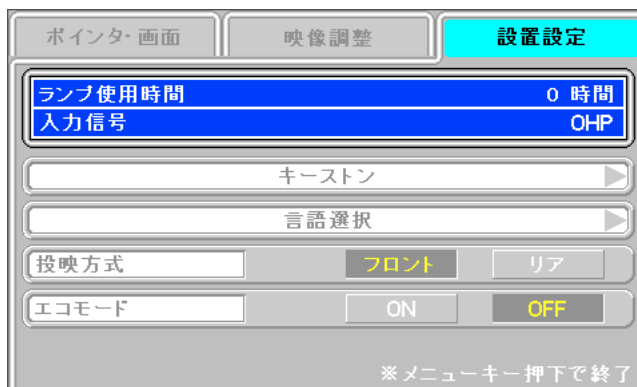 ポインタ・画面 映像調整 設置設定
ランプ使用時間 0 時間
入力信号 OHP
キーストン
言語選択
投映方式 フロント リア
エコモード ON OFF
※メニューキー押下で終了